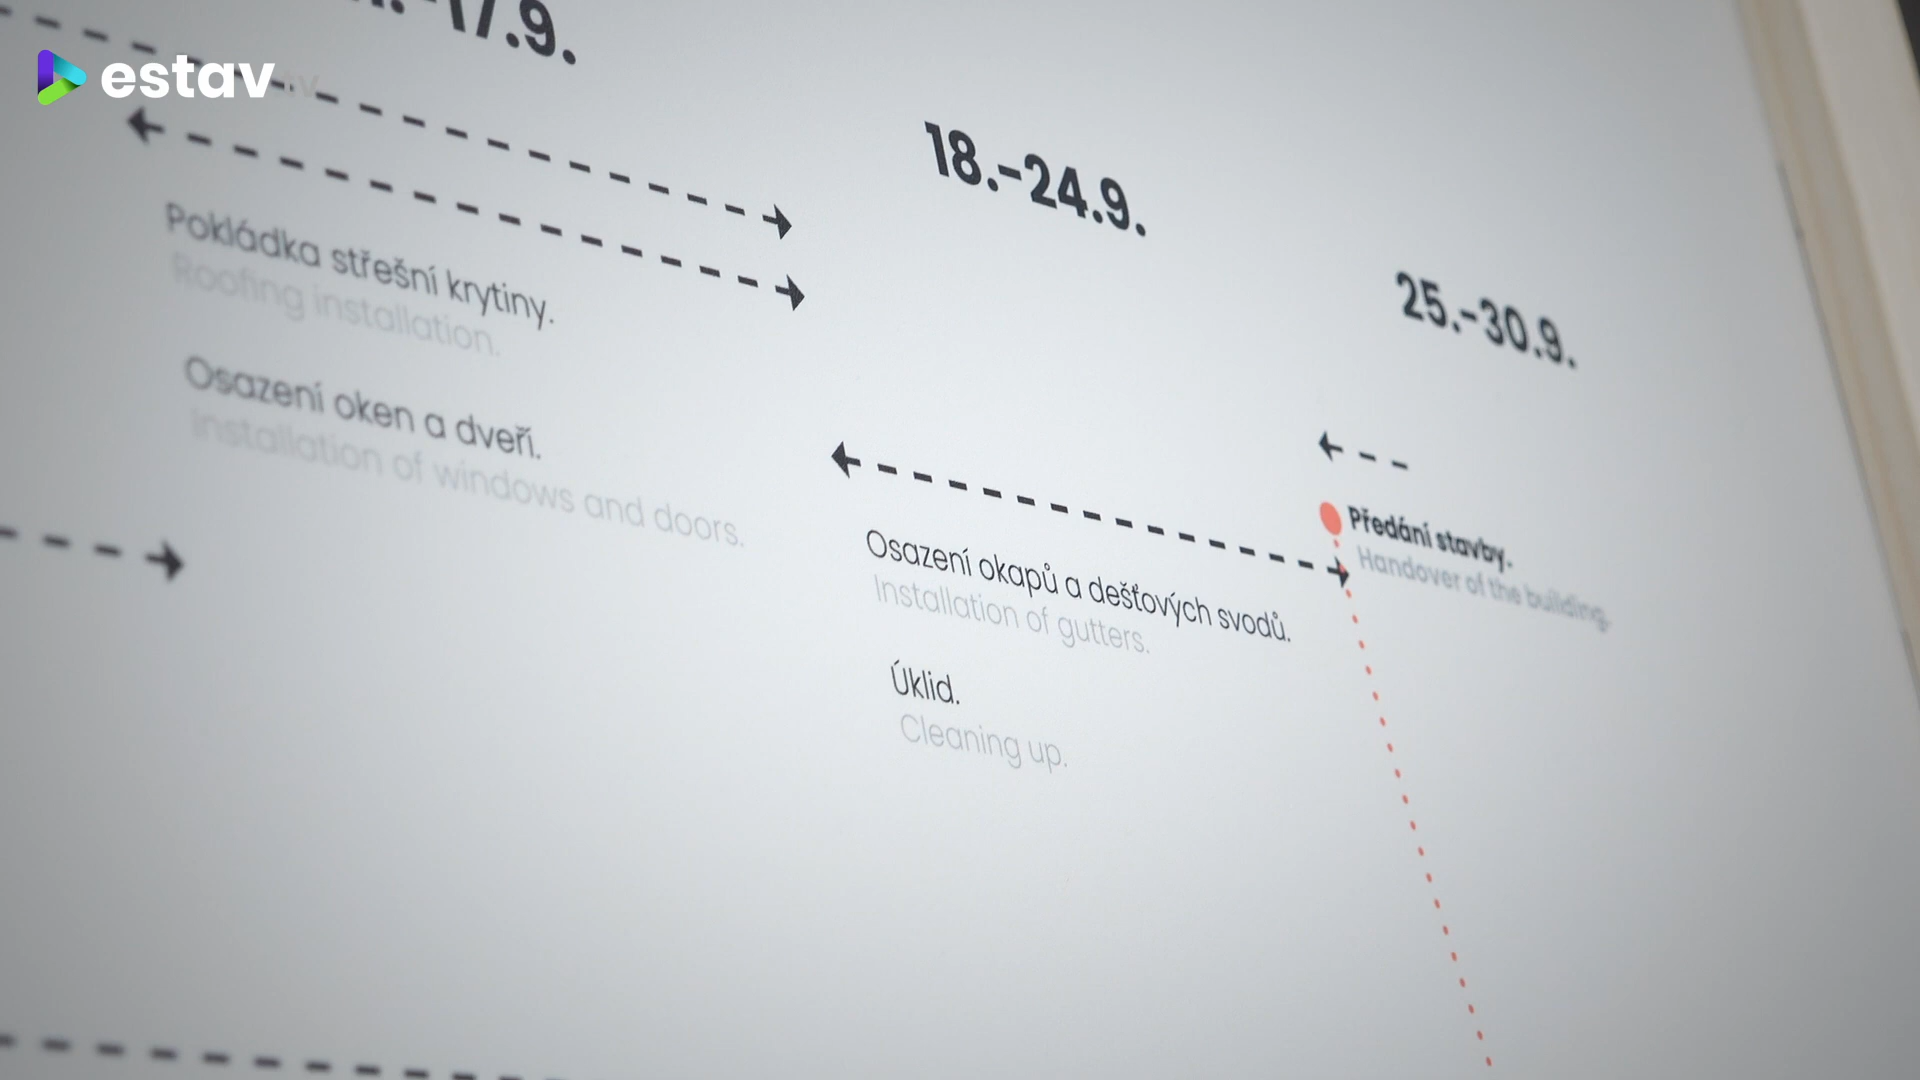 estav
17.9.
Pokládka střešní krytiny.
Roofing installation.
Osazení oken a dveří.
Installation of windows and doors.
18.-24.9.
Osazení okapů a dešťových svodů.
Installation of gutters.
Úklid.
Cleaning up.
25.-30.9.
Předání stavby.
Handover of the building.